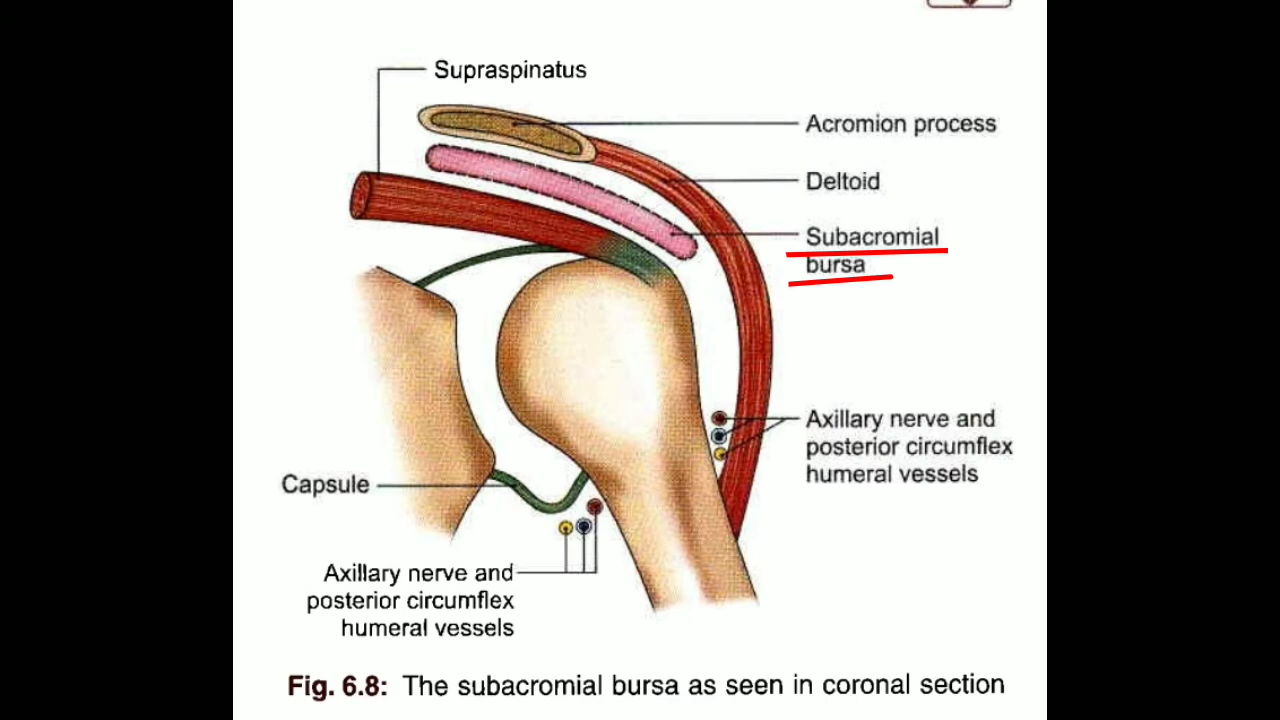 Supraspinatus
Acromion process
Deltoid
Subacromial
bursa
Axillary nerve and
posterior circumflex
humeral vessels
Capsule
Axillary nerve and
posterior circumflex
humeral vessels
Fig. 6.8: The subacromial bursa as seen in coronal section